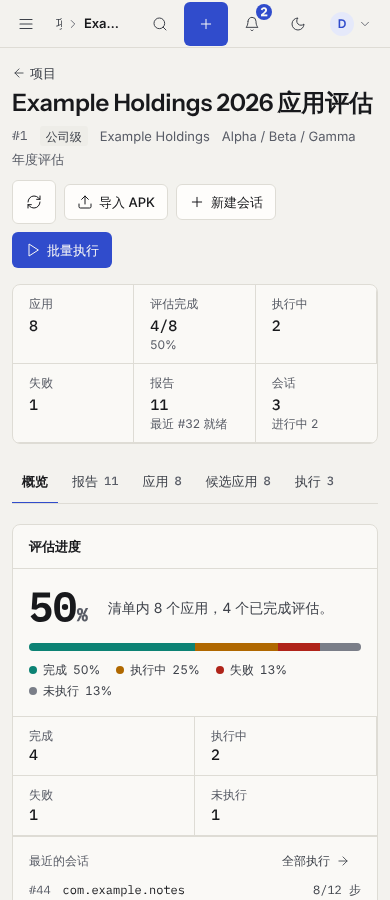 Exa...
2
D
项目
Example Holdings 2026 应用评估
#1 公司级 Example Holdings Alpha / Beta / Gamma
年度评估
导入 APK
新建会话
批量执行
应用 评估完成 执行中
8 4/8 2
50%
失败 报告 会话
1 11 3
最近 #32 就绪 进行中 2
概览 报告 11 应用 8 候选应用 8 执行 3
评估进度
50% 清单内 8 个应用，4 个已完成评估。
完成 50% 执行中 25% 失败 13%
未执行 13%
完成 执行中
4 2
失败 未执行
1 1
最近的会话 全部执行
#44 com.example.notes 8/12 步